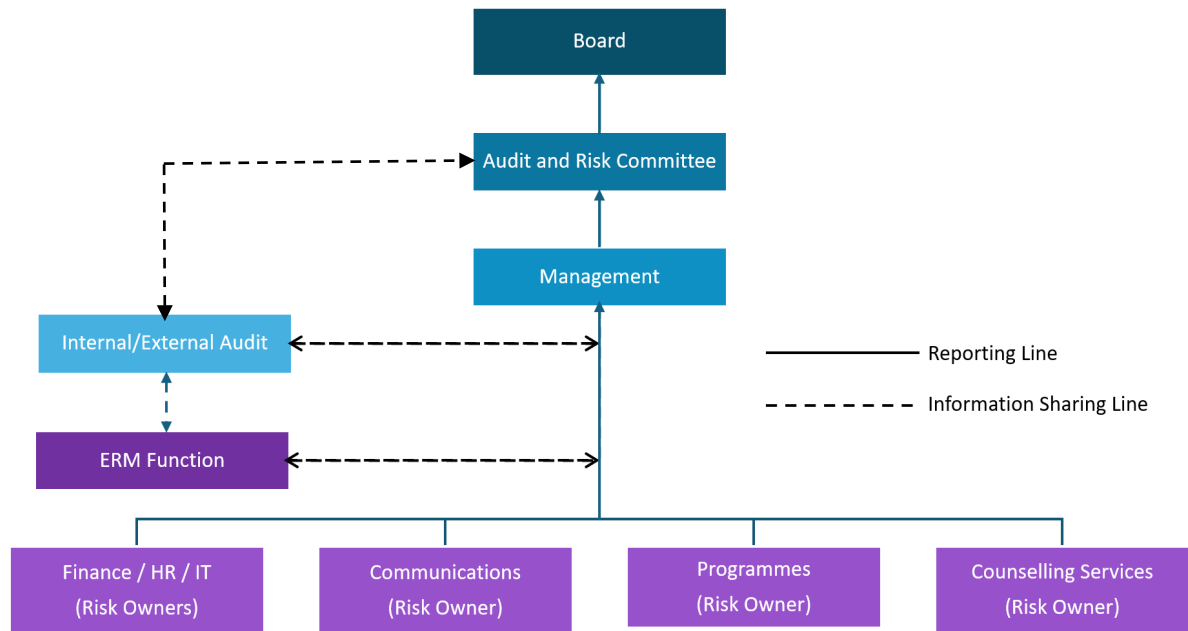 Board
Audit and Risk Committee
Management
Internal/External Audit
Reporting Line
Information Sharing Line
ERM Function
Finance / HR / IT
(Risk Owners)
Communications
(Risk Owner)
Programmes
(Risk Owner)
Counselling Services
(Risk Owner)